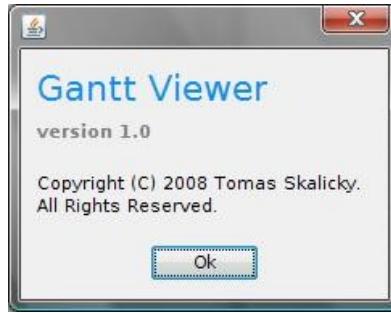 Gantt Viewer
version 1.0
Copyright (C) 2008 Tomas Skalicky.
All Rights Reserved.
Ok